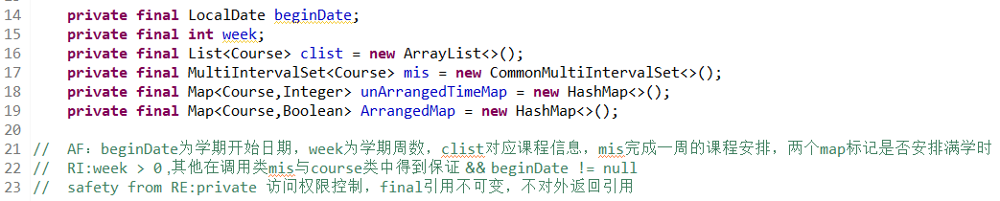 14 private final LocalDate beginDate;
15 private final int week;
16 private final List<Course> clist = new ArrayList<>();
17 private final MultiIntervalSet<Course> mis = new CommonMultiIntervalSet<>();
18 private final Map<Course,Integer> unArrangedTimeMap = new HashMap<>();
19 private final Map<Course,Boolean> ArrangedMap = new HashMap<>();
20
21 // AF：beginDate为学期开始日期，week为学期周数，clist对应课程信息，mis完成一周的课程安排，两个map标记是否安排满学时
22 // RI:week > 0 ,其他在调用类mis与course类中得到保证 && beginDate != null
23 // safety from RE:private 访问权限控制，final引用不可变，不对外返回引用